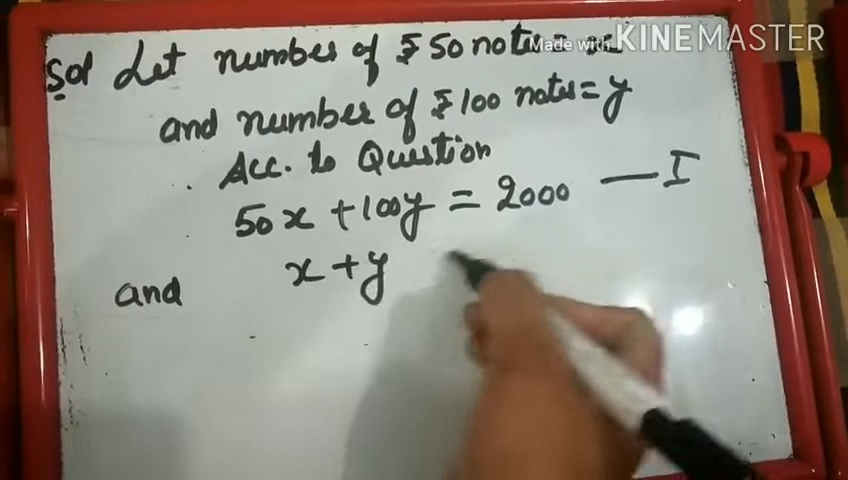 Sol Let number of ₹50 notes = x
Made with KINEMASTER
and number of ₹100 notes = y
Acc. to Question
50x + 100y = 2000 — I
and x + y